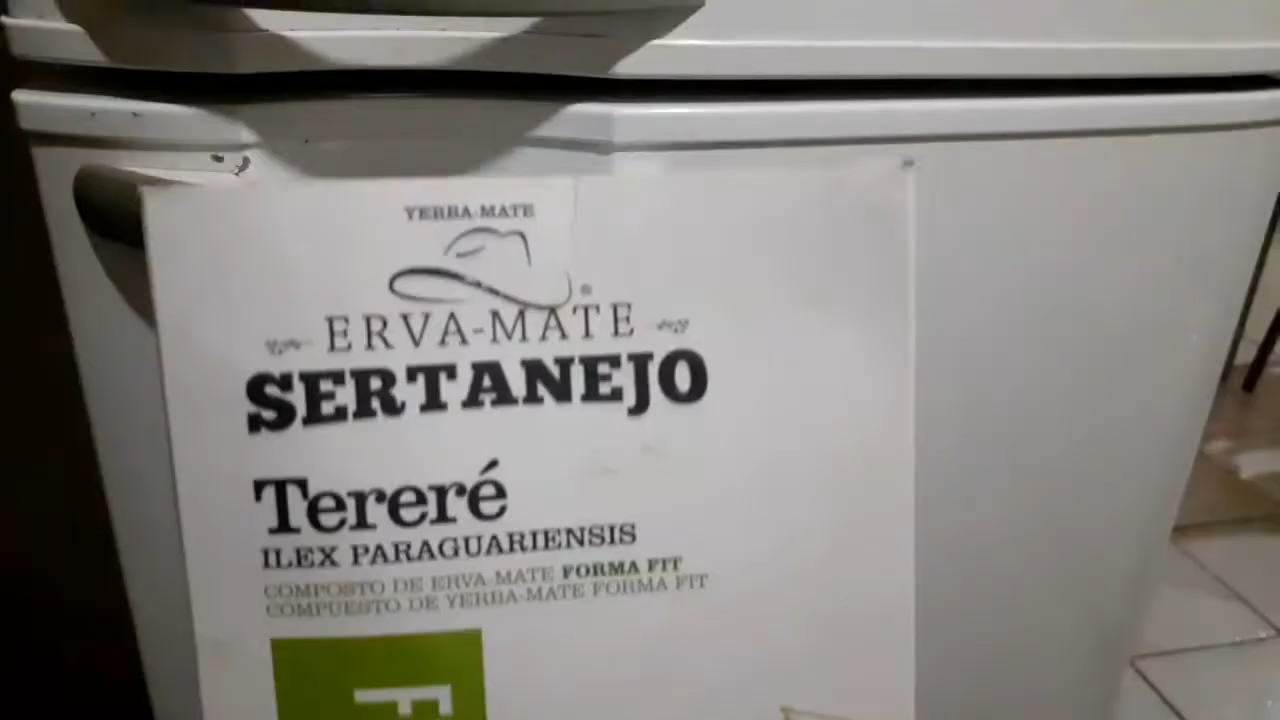 YERBA-MATE
®
ERVA-MATE
SERTANEJO
Tereré
ILEX PARAGUARIENSIS
COMPOSTO DE ERVA-MATE FORMA FIT
COMPUESTO DE YERBA-MATE FORMA FIT
F